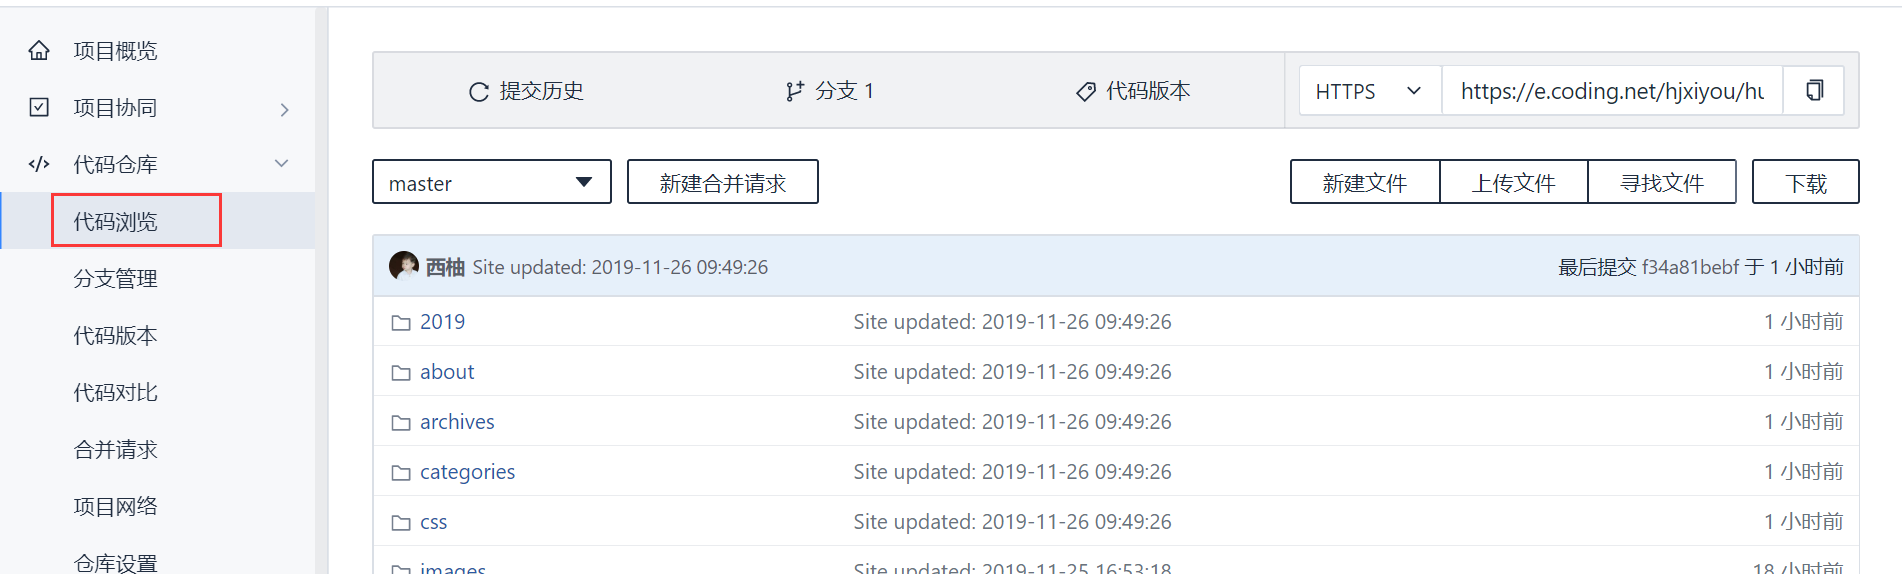 项目概览
项目协同
代码仓库
代码浏览
分支管理
代码版本
代码对比
合并请求
项目网络
仓库设置
提交历史 分支 1 代码版本 HTTPS https://e.coding.net/hjxiyou/hu
master 新建合并请求 新建文件 上传文件 寻找文件 下载
西柚 Site updated: 2019-11-26 09:49:26 最后提交 f34a81bebf 于 1 小时前
2019 Site updated: 2019-11-26 09:49:26 1 小时前
about Site updated: 2019-11-26 09:49:26 1 小时前
archives Site updated: 2019-11-26 09:49:26 1 小时前
categories Site updated: 2019-11-26 09:49:26 1 小时前
css Site updated: 2019-11-26 09:49:26 1 小时前
images Site updated: 2019-11-25 16:53:18 18 小时前